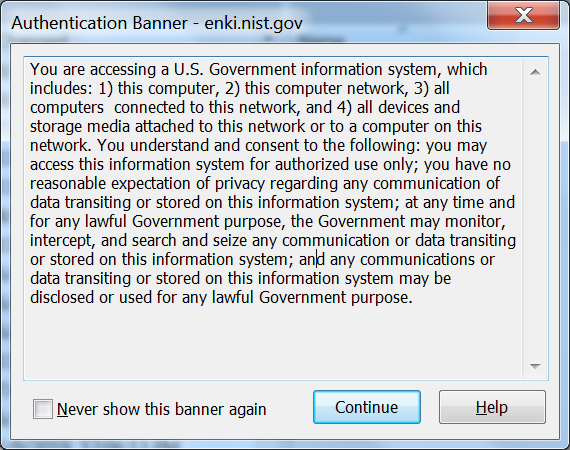 Authentication Banner - enki.nist.gov
You are accessing a U.S. Government information system, which
includes: 1) this computer, 2) this computer network, 3) all
computers  connected to this network, and 4) all devices and
storage media attached to this network or to a computer on this
network. You understand and consent to the following: you may
access this information system for authorized use only; you have no
reasonable expectation of privacy regarding any communication of
data transiting or stored on this information system; at any time and
for any lawful Government purpose, the Government may monitor,
intercept, and search and seize any communication or data transiting
or stored on this information system; and any communications or
data transiting or stored on this information system may be
disclosed or used for any lawful Government purpose.
Never show this banner again
Continue
Help